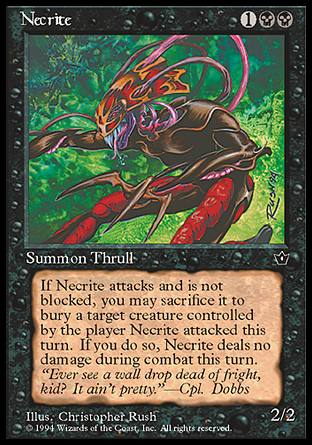 Necrite 1
RUSH94
Summon Thrull
If Necrite attacks and is not
blocked, you may sacrifice it to
bury a target creature controlled
by the player Necrite attacked this
turn. If you do so, Necrite deals no
damage during combat this turn.
"Ever see a wall drop dead of fright,
kid? It ain't pretty."—Cpl. Dobbs
Illus. Christopher Rush
© 1994 Wizards of the Coast, Inc. All rights reserved. 2/2